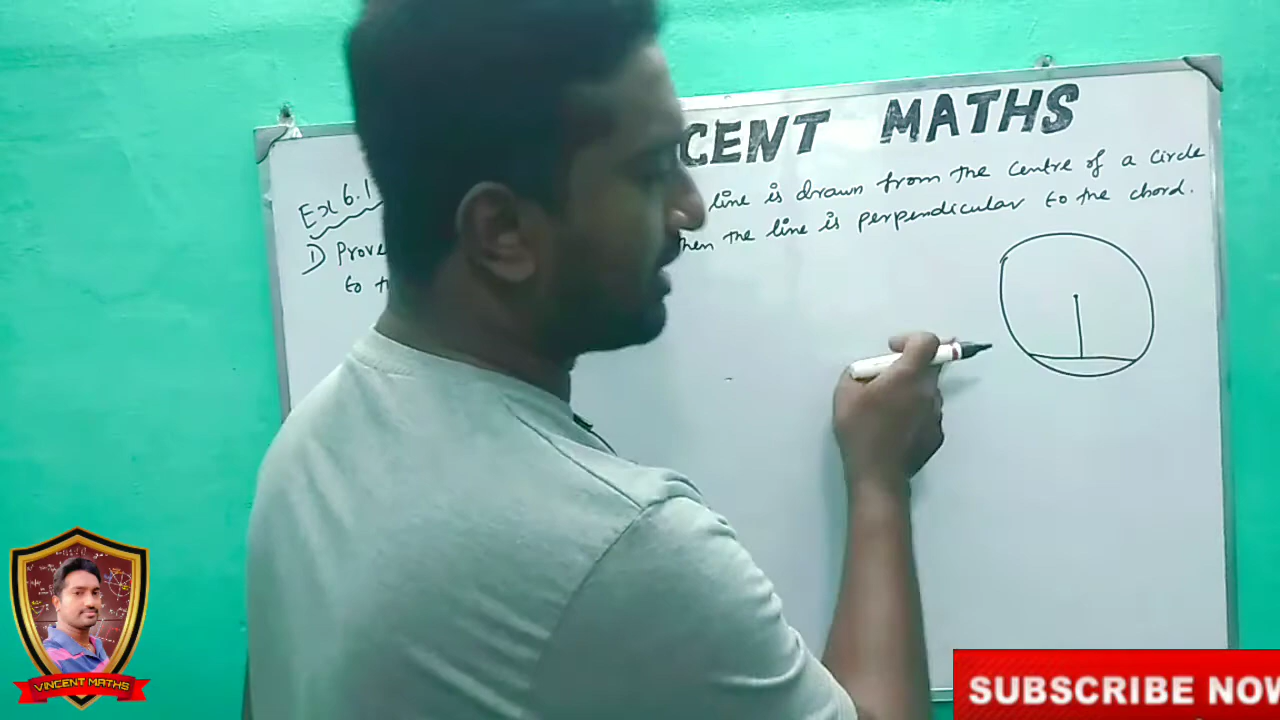 CENT MATHS
Ex 6.1
1) Prove line is drawn from the centre of a circle
to then the line is perpendicular to the chord.
VINCENT MATHS
SUBSCRIBE NOW